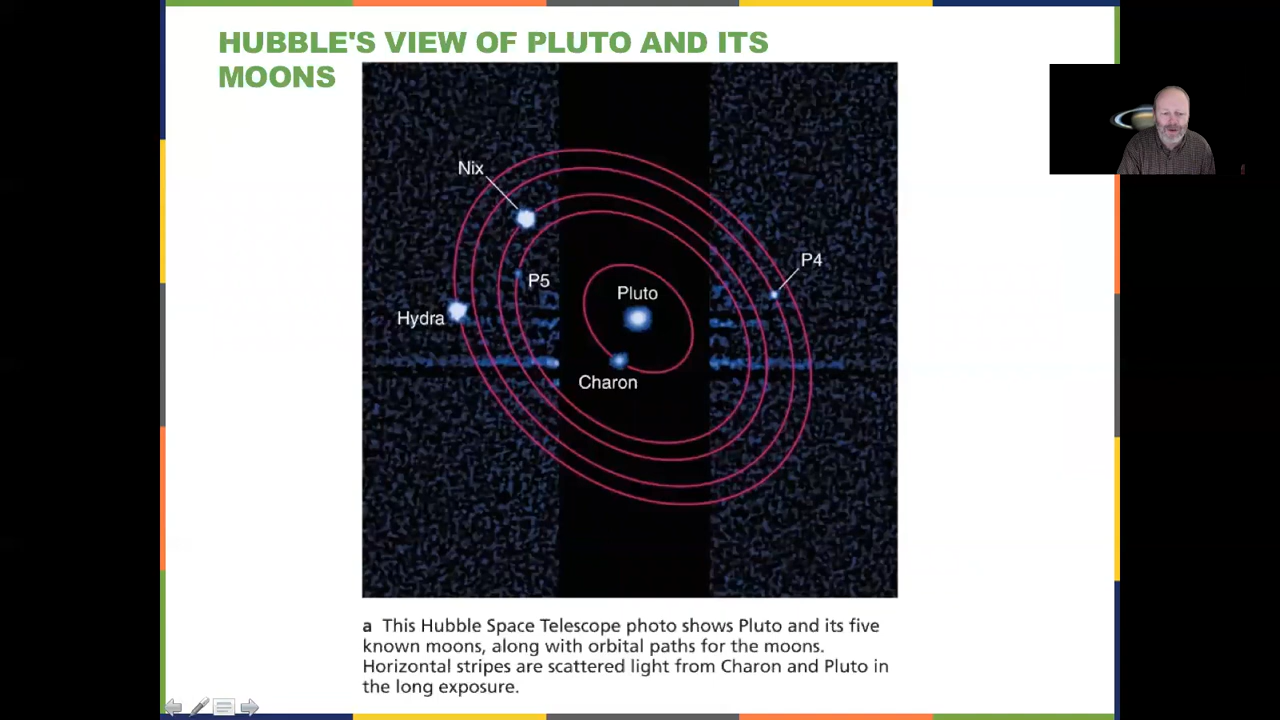 HUBBLE'S VIEW OF PLUTO AND ITS
MOONS
Nix
P4
P5
Pluto
Hydra
Charon
a This Hubble Space Telescope photo shows Pluto and its five
known moons, along with orbital paths for the moons.
Horizontal stripes are scattered light from Charon and Pluto in
the long exposure.